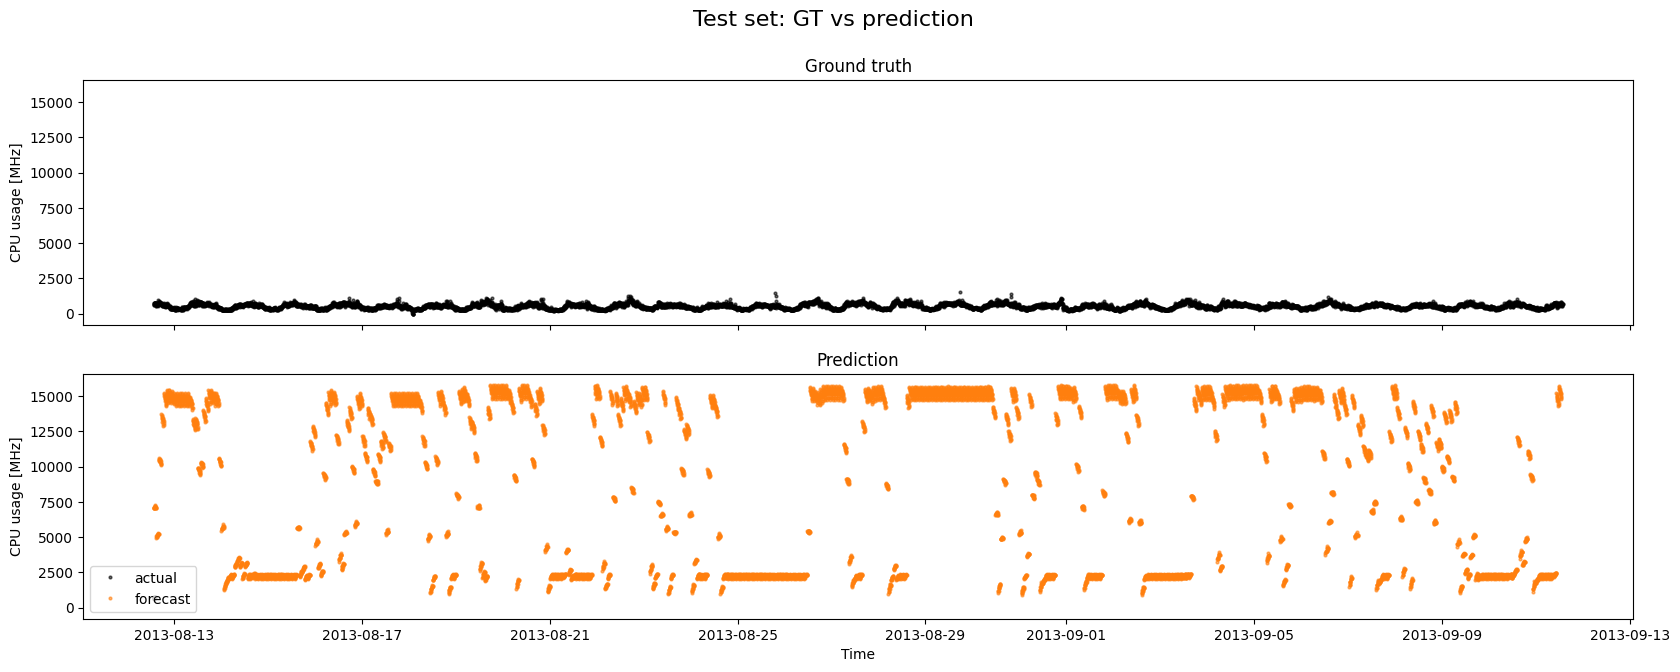 Test set: GT vs prediction
Ground truth
CPU usage [MHz]
15000
12500
10000
7500
5000
2500
0
Prediction
CPU usage [MHz]
15000
12500
10000
7500
5000
2500
0
actual
forecast
2013-08-13 2013-08-17 2013-08-21 2013-08-25 2013-08-29 2013-09-01 2013-09-05 2013-09-09 2013-09-13
Time